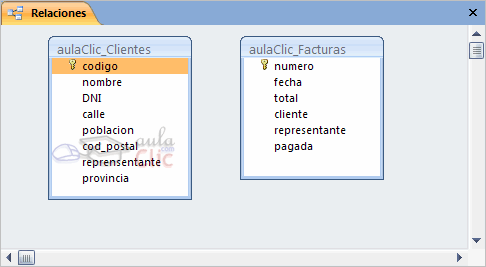 Relaciones
aulaClic_Clientes
codigo
nombre
DNI
calle
poblacion
cod_postal
reprensentante
provincia
aulaClic_Facturas
numero
fecha
total
cliente
representante
pagada
aula
.com
Clic